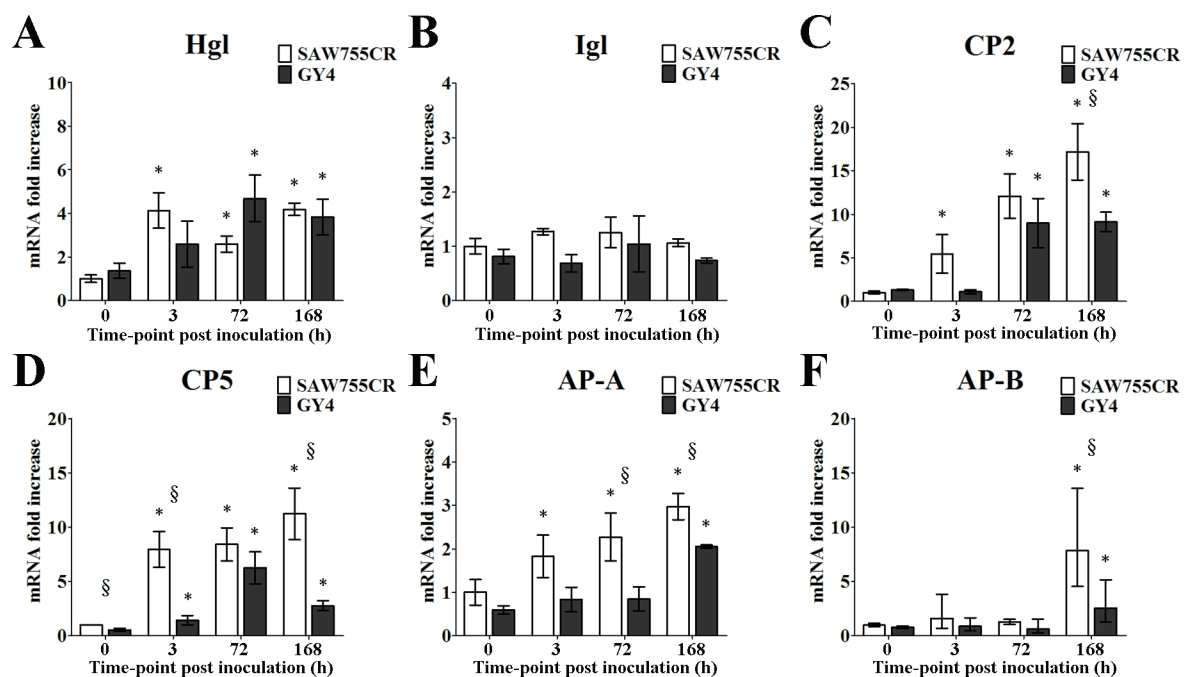 A
Hgl
SAW755CR
GY4
mRNA fold increase
10
8
6
4
2
0
* * * * *
0 3 72 168
Time-point post inoculation (h)
B
Igl
SAW755CR
GY4
mRNA fold increase
4
3
2
1
0
0 3 72 168
Time-point post inoculation (h)
C
CP2
SAW755CR
GY4
mRNA fold increase
25
20
15
10
5
0
* * * * § *
0 3 72 168
Time-point post inoculation (h)
D
CP5
SAW755CR
GY4
mRNA fold increase
20
15
10
5
0
§ * § * * * * § *
0 3 72 168
Time-point post inoculation (h)
E
AP-A
SAW755CR
GY4
mRNA fold increase
5
4
3
2
1
0
* * § * § *
0 3 72 168
Time-point post inoculation (h)
F
AP-B
SAW755CR
GY4
mRNA fold increase
20
15
10
5
0
* § *
0 3 72 168
Time-point post inoculation (h)